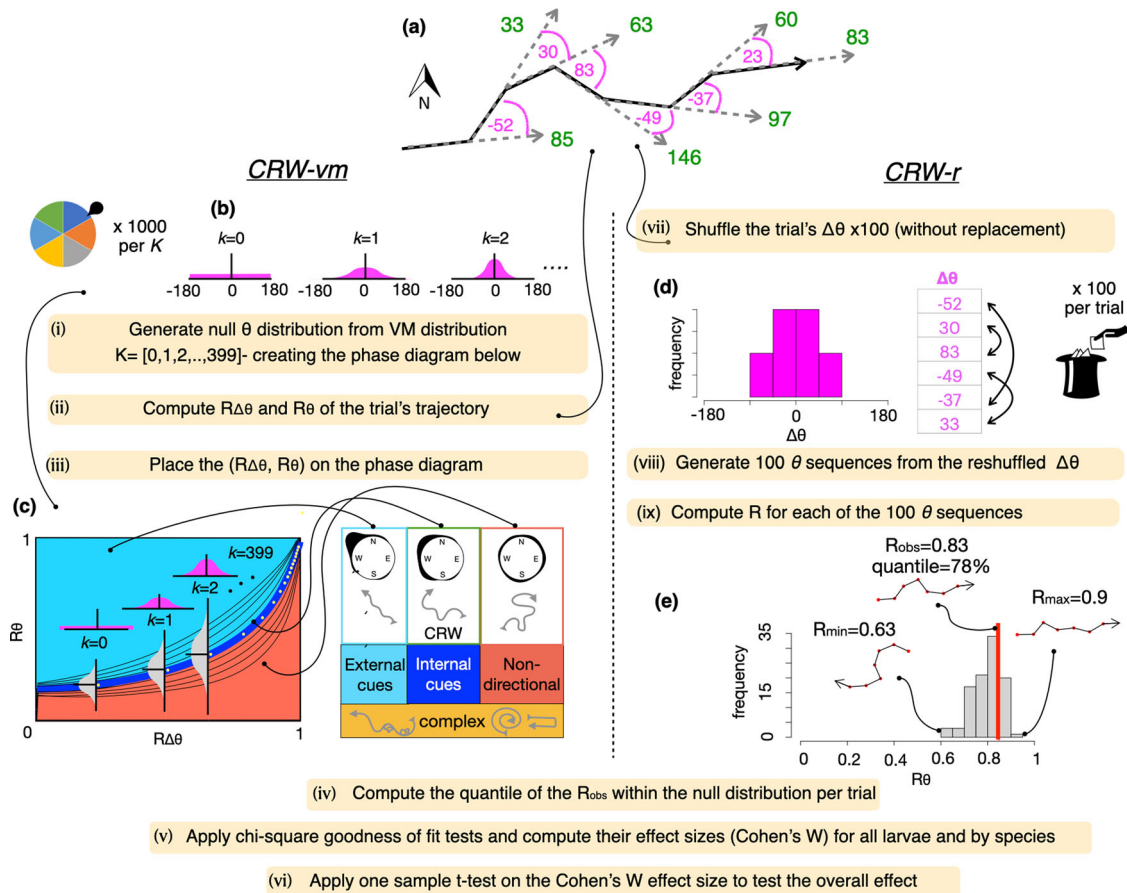 (a)
33
63
60
83
30
83
23
-52
-49
-37
85
146
97
N
CRW-vm
CRW-r
x 1000
per K
(b)
k=0
k=1
k=2
....
-180 0 180
-180 0 180
-180 0 180
(i) Generate null θ distribution from VM distribution
K= [0,1,2,..,399]- creating the phase diagram below
(ii) Compute R∆θ and Rθ of the trial's trajectory
(iii) Place the (R∆θ, Rθ) on the phase diagram
(c)
1
Rθ
0
R∆θ
1
k=0
k=1
k=2
k=399
N
W E
S
N
W E
S
N
W E
S
CRW
External
cues
Internal
cues
Non-
directional
complex
(vii) Shuffle the trial's ∆θ x100 (without replacement)
(d)
frequency
-180 0 180
∆θ
∆θ
-52
30
83
-49
-37
33
x 100
per trial
(viii) Generate 100 θ sequences from the reshuffled ∆θ
(ix) Compute R for each of the 100 θ sequences
(e)
Robs=0.83
quantile=78%
Rmin=0.63
Rmax=0.9
frequency
35
15
0
0 0.2 0.4 0.6 0.8 1
Rθ
(iv) Compute the quantile of the Robs within the null distribution per trial
(v) Apply chi-square goodness of fit tests and compute their effect sizes (Cohen's W) for all larvae and by species
(vi) Apply one sample t-test on the Cohen's W effect size to test the overall effect